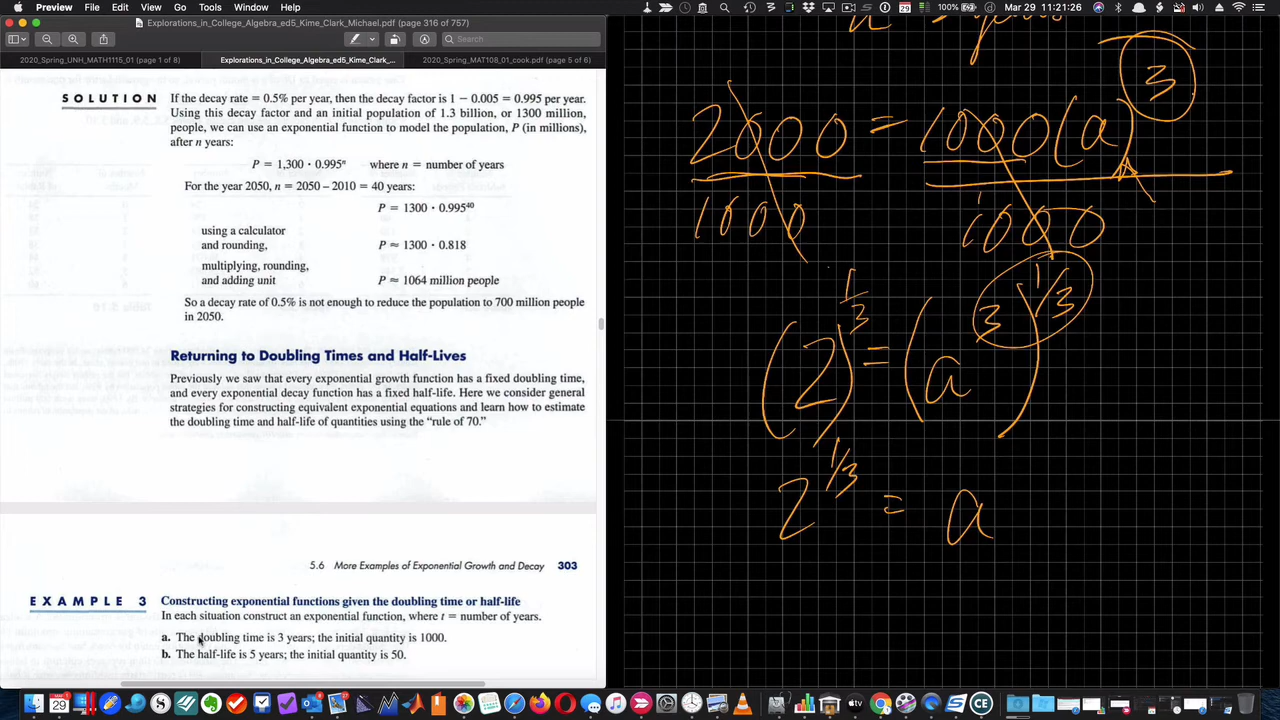 Preview File Edit View Go Tools Window Help
100% Mar 29 11:21:26
Explorations_in_College_Algebra_ed5_Kime_Clark_Michael.pdf (page 316 of 757)
Search
2020_Spring_UNH_MATH1115_01 (page 1 of 8)
Explorations_in_College_Algebra_ed5_Kime_Clark_...
2020_Spring_MAT108_01_cook.pdf (page 5 of 6)
SOLUTION
If the decay rate = 0.5% per year, then the decay factor is 1 − 0.005 = 0.995 per year.
Using this decay factor and an initial population of 1.3 billion, or 1300 million
people, we can use an exponential function to model the population, P (in millions),
after n years:
P = 1,300 · 0.995ⁿ where n = number of years
For the year 2050, n = 2050 – 2010 = 40 years:
P = 1300 · 0.995⁴⁰
using a calculator
and rounding, P ≈ 1300 · 0.818
multiplying, rounding,
and adding unit P ≈ 1064 million people
So a decay rate of 0.5% is not enough to reduce the population to 700 million people
in 2050.
Returning to Doubling Times and Half-Lives
Previously we saw that every exponential growth function has a fixed doubling time,
and every exponential decay function has a fixed half-life. Here we consider general
strategies for constructing equivalent exponential equations and learn how to estimate
the doubling time and half-life of quantities using the “rule of 70.”
5.6 More Examples of Exponential Growth and Decay 303
EXAMPLE 3 Constructing exponential functions given the doubling time or half-life
In each situation construct an exponential function, where t = number of years.
a. The doubling time is 3 years; the initial quantity is 1000.
b. The half-life is 5 years; the initial quantity is 50.
2000 = 1000(a)³
1000 1000
(2)^1/3 = (a³)^1/3
2^1/3 = a